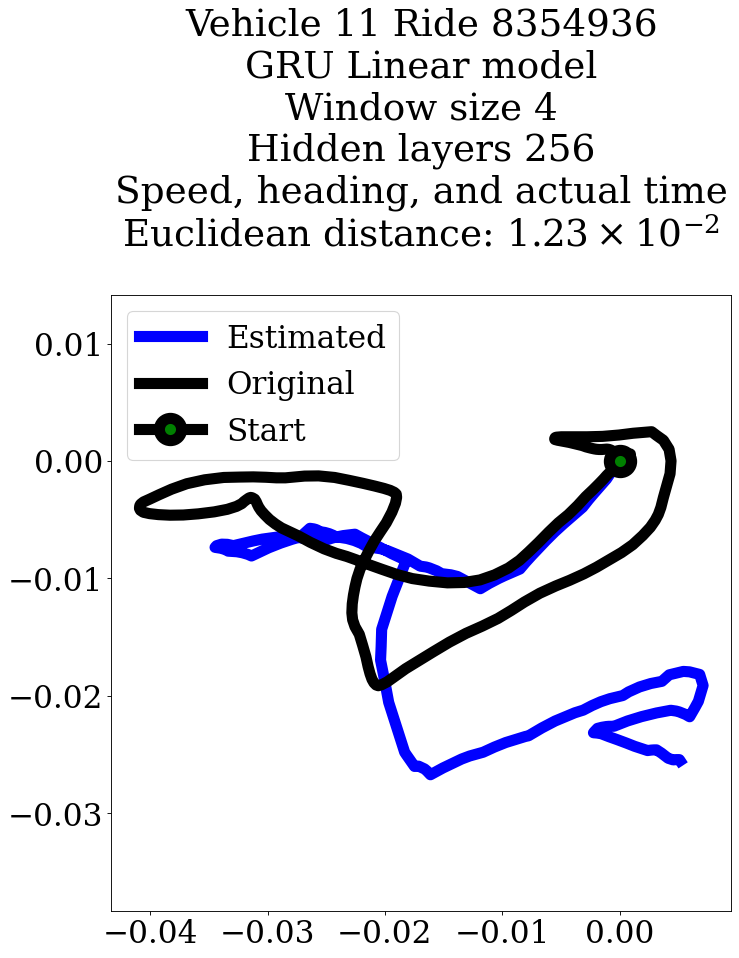 Vehicle 11 Ride 8354936
GRU Linear model
Window size 4
Hidden layers 256
Speed, heading, and actual time
Euclidean distance: 1.23 × 10⁻²
Estimated
Original
Start
0.01
0.00
−0.01
−0.02
−0.03
−0.04 −0.03 −0.02 −0.01 0.00